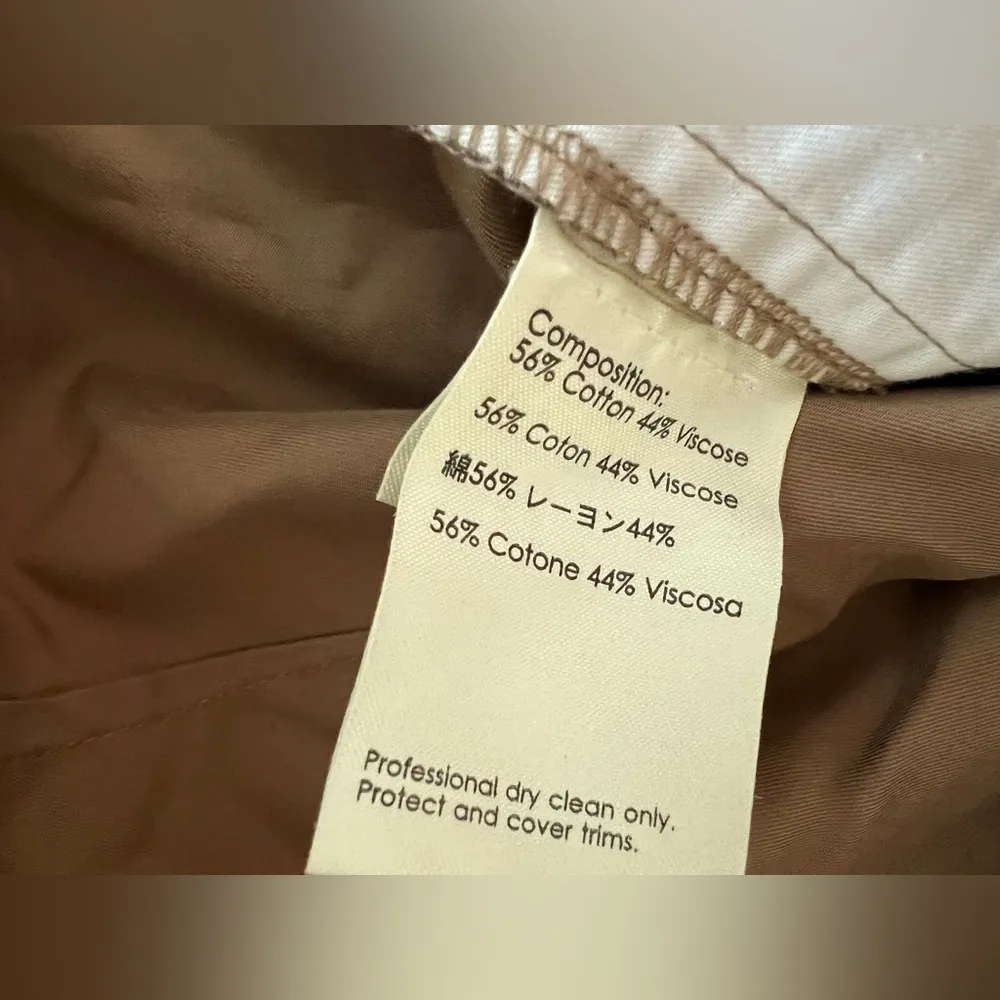 Composition:
56% Cotton 44% Viscose
56% Coton 44% Viscose
綿56% レーヨン44%
56% Cotone 44% Viscosa
Professional dry clean only.
Protect and cover trims.